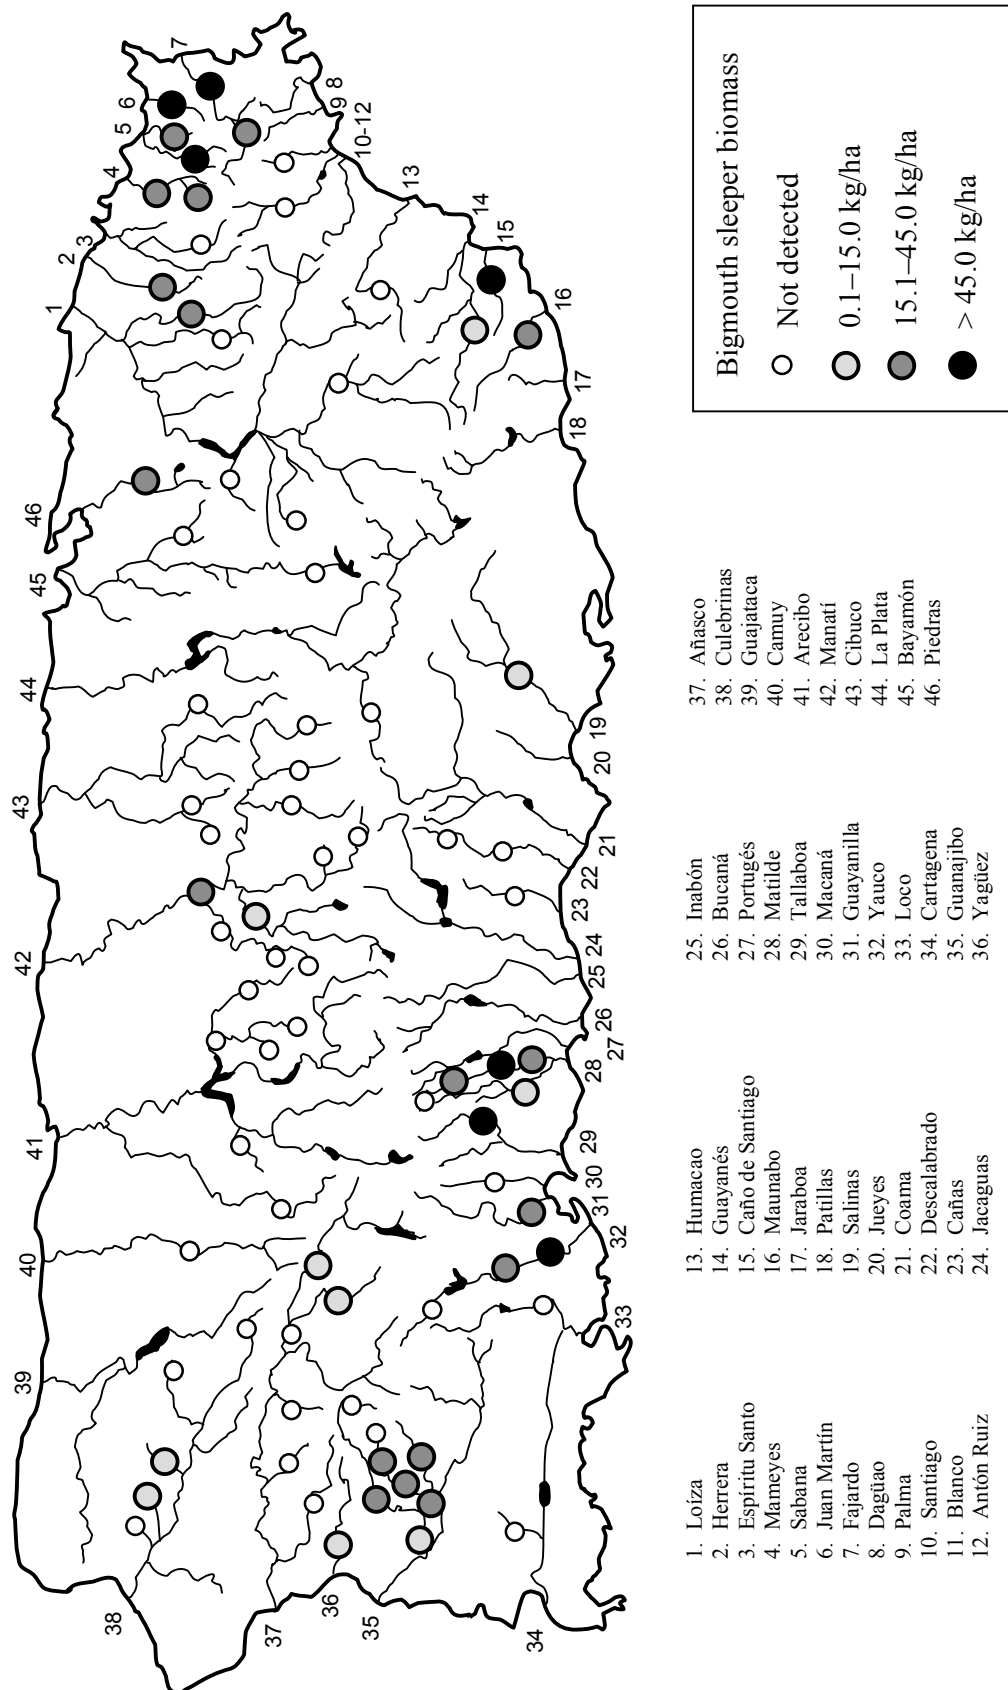 1
2
3
4
5
6
7
8
9
10-12
13
14
15
16
17
18
19
20
21
22
23
24
25
26
27
28
29
30
31
32
33
34
35
36
37
38
39
40
41
42
43
44
45
46
Bigmouth sleeper biomass
Not detected
0.1–15.0 kg/ha
15.1–45.0 kg/ha
> 45.0 kg/ha
1. Loíza
2. Herrera
3. Espíritu Santo
4. Mameyes
5. Sabana
6. Juan Martín
7. Fajardo
8. Dagüao
9. Palma
10. Santiago
11. Blanco
12. Antón Ruiz
13. Humacao
14. Guayanés
15. Caño de Santiago
16. Maunabo
17. Jaraboa
18. Patillas
19. Salinas
20. Jueyes
21. Coama
22. Descalabrado
23. Cañas
24. Jacaguas
25. Inabón
26. Bucaná
27. Portugés
28. Matilde
29. Tallaboa
30. Macaná
31. Guayanilla
32. Yauco
33. Loco
34. Cartagena
35. Guanajibo
36. Yagüez
37. Añasco
38. Culebrinas
39. Guajataca
40. Camuy
41. Arecibo
42. Manatí
43. Cibuco
44. La Plata
45. Bayamón
46. Piedras